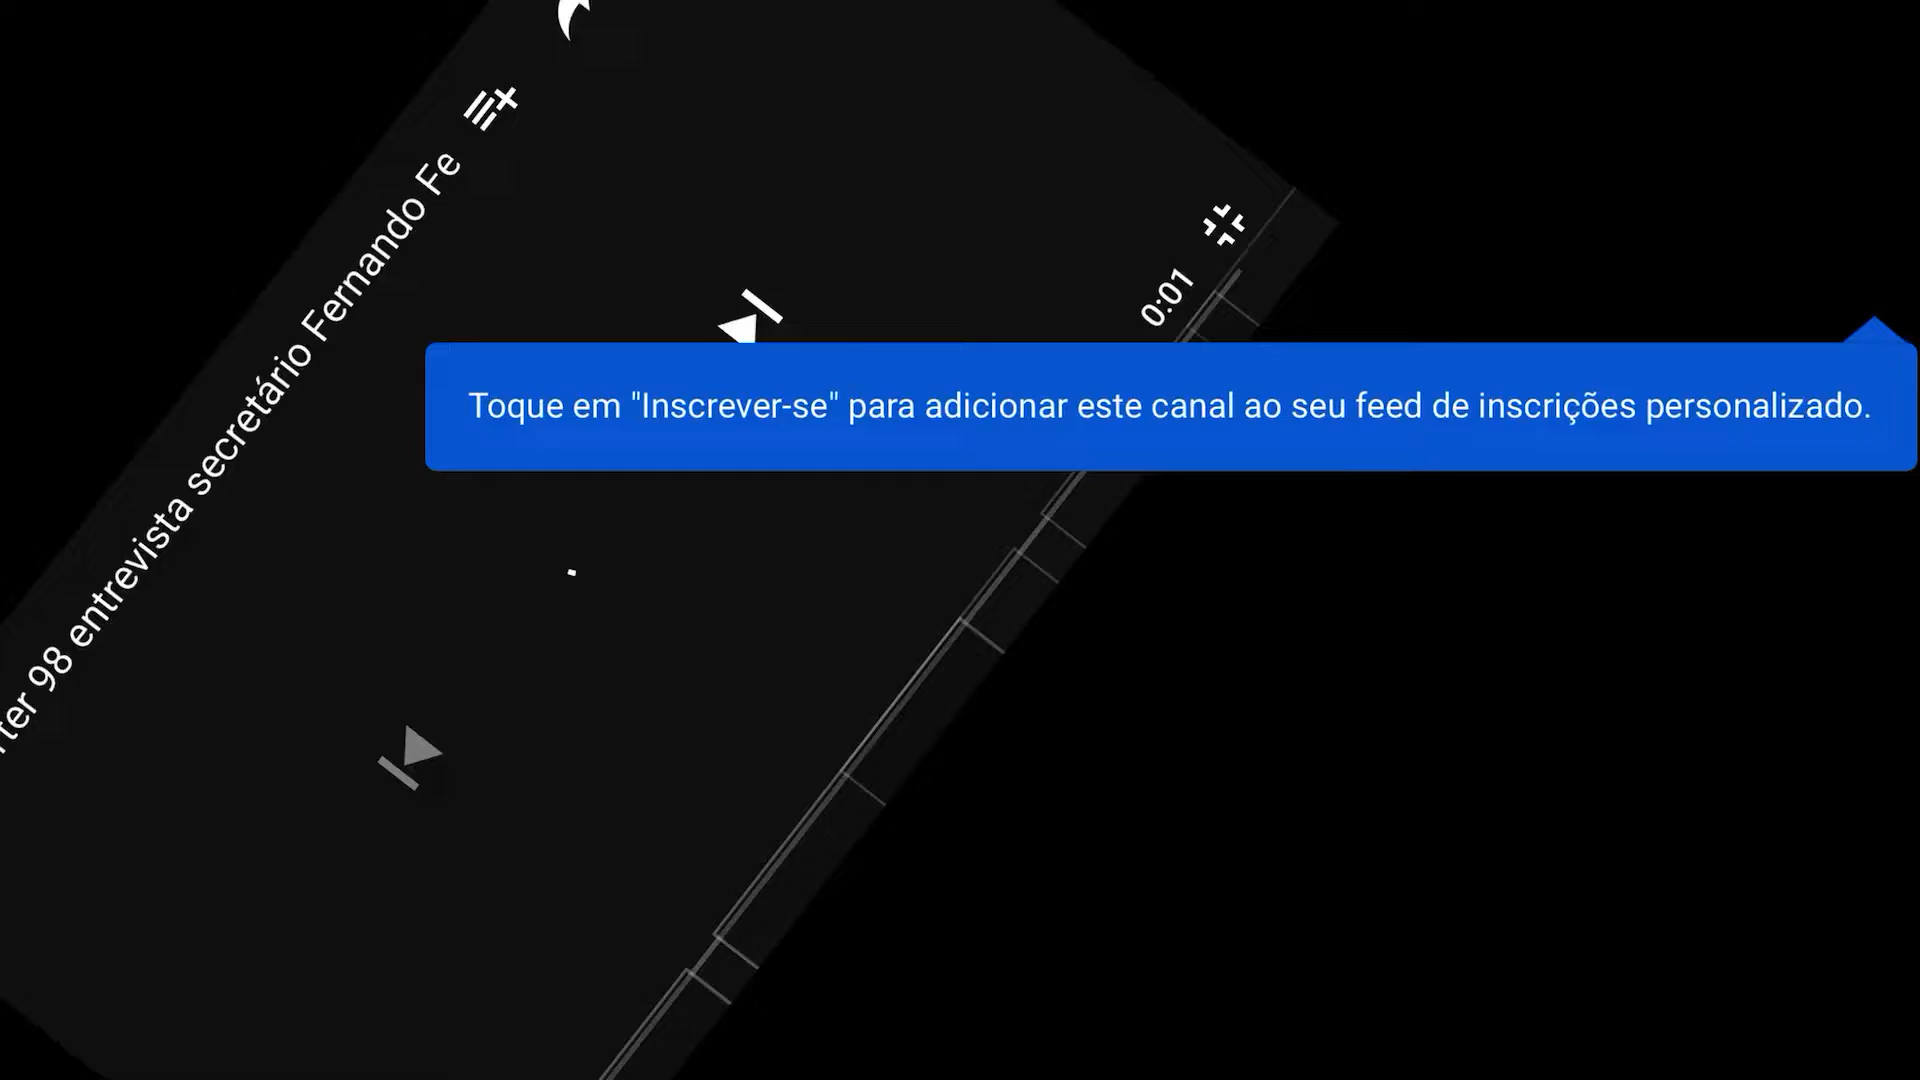 98 entrevista secretário Fernando Fe
0:01
Toque em "Inscrever-se" para adicionar este canal ao seu feed de inscrições personalizado.